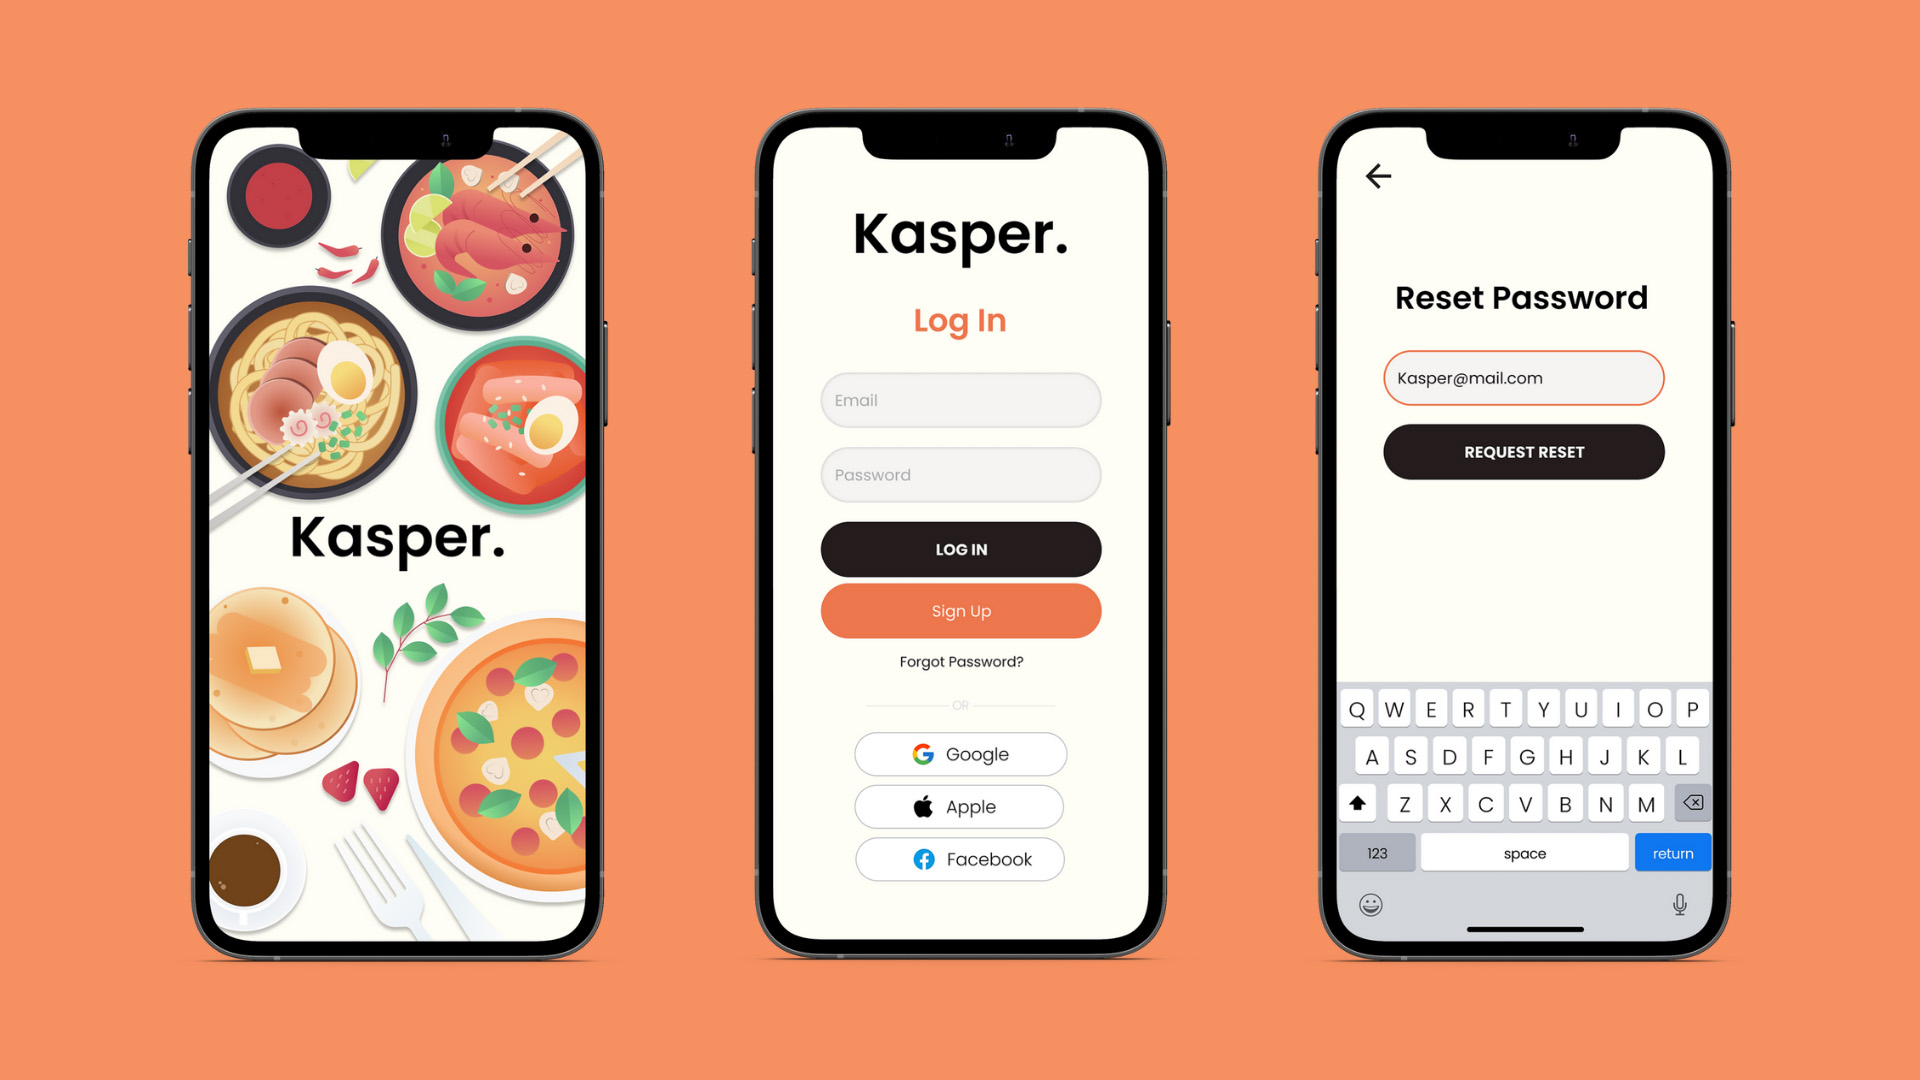 Kasper.
Kasper.
Log In
Email
Password
LOG IN
Sign Up
Forgot Password?
OR
Google
Apple
Facebook
Reset Password
Kasper@mail.com
REQUEST RESET
Q W E R T Y U I O P
A S D F G H J K L
Z X C V B N M
123 space return